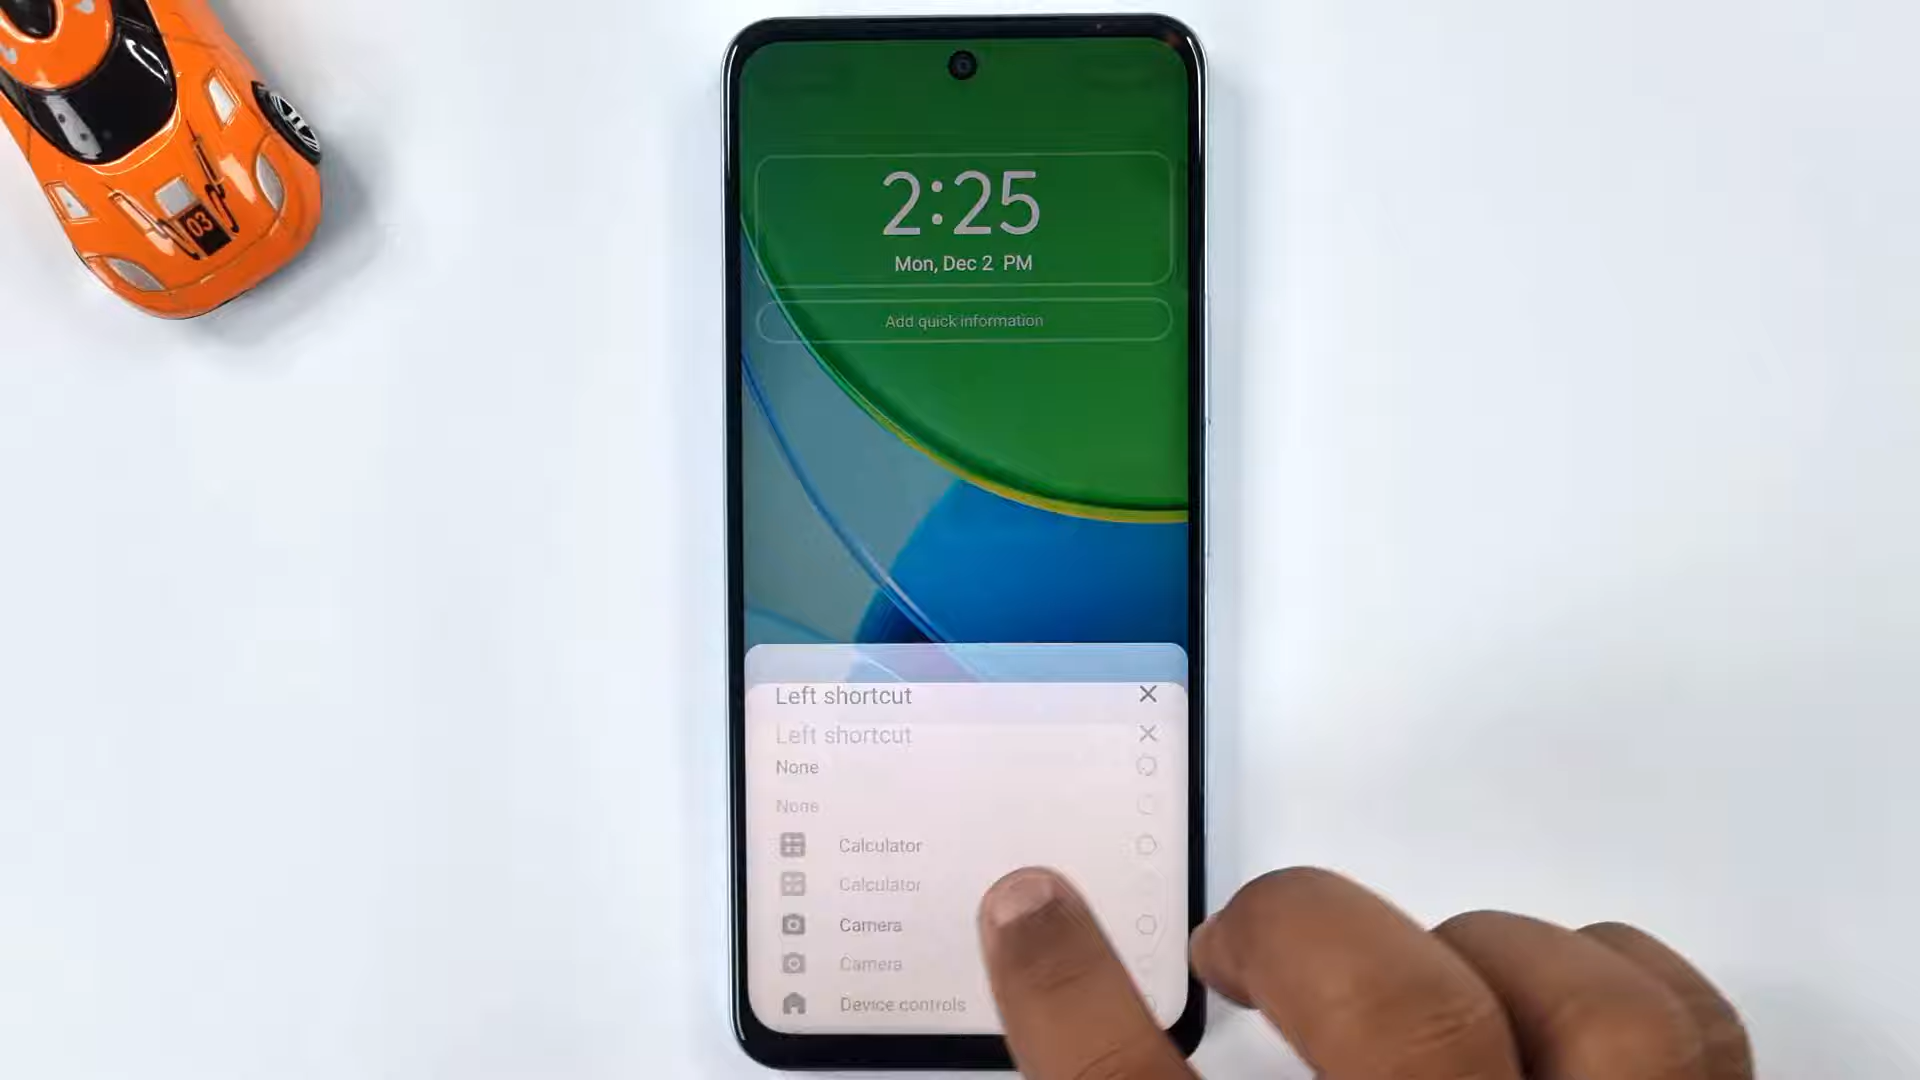 03
2:25
Mon, Dec 2 PM
Add quick information
Left shortcut
Left shortcut
None
None
Calculator
Calculator
Camera
Camera
Device controls